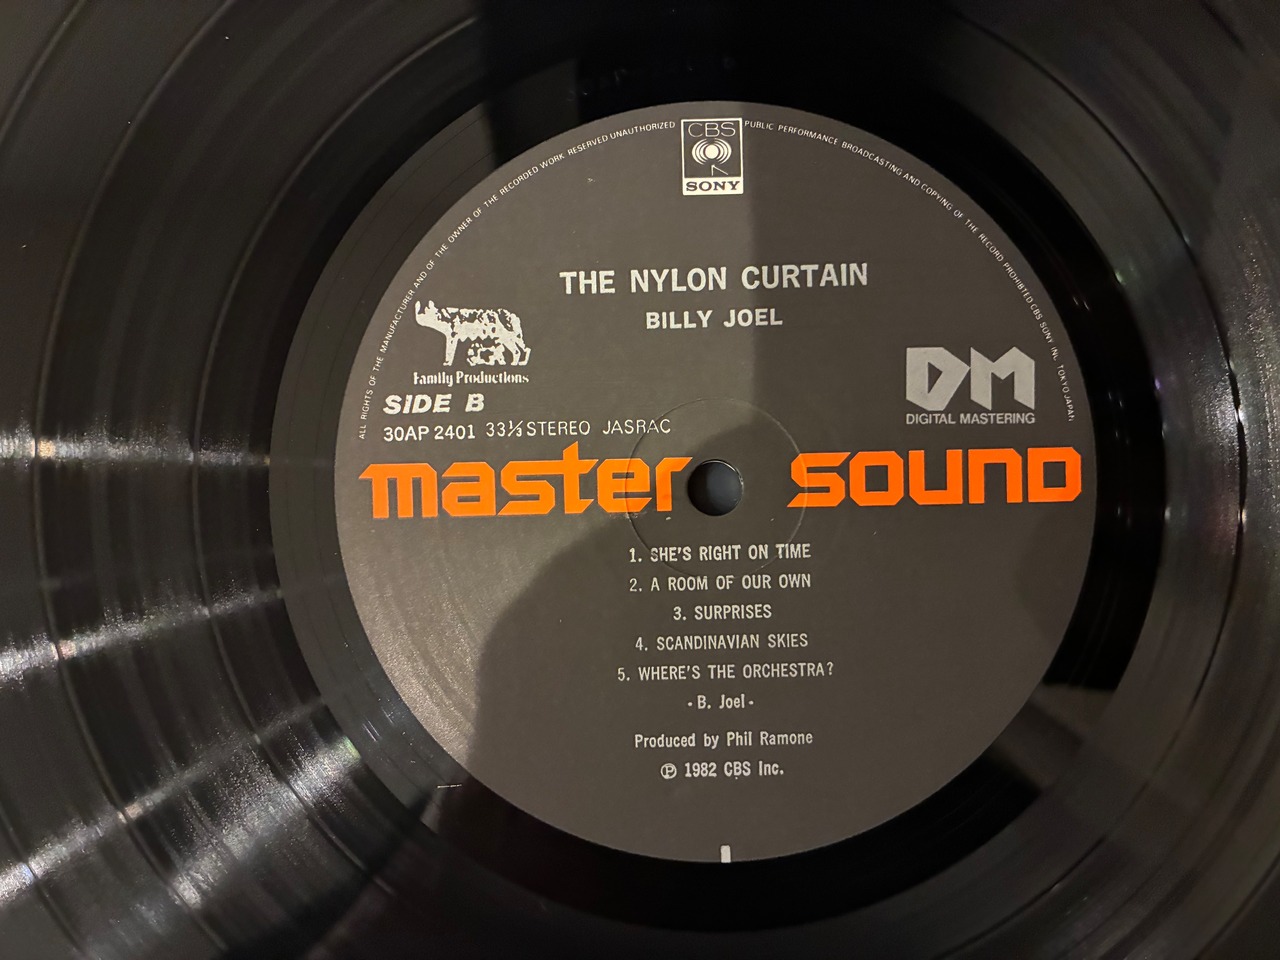 ALL RIGHTS OF THE MANUFACTURER AND OF THE OWNER OF THE RECORDED WORK RESERVED UNAUTHORIZED PUBLIC PERFORMANCE BROADCASTING AND COPYING OF THE RECORD PROHIBITED CBS SONY INC. TOKYO JAPAN
CBS
SONY
THE NYLON CURTAIN
BILLY JOEL
Family Productions
DM
DIGITAL MASTERING
SIDE B
30AP 2401 33⅓ STEREO JASRAC
master sound
1. SHE'S RIGHT ON TIME
2. A ROOM OF OUR OWN
3. SURPRISES
4. SCANDINAVIAN SKIES
5. WHERE'S THE ORCHESTRA?
- B. Joel -
Produced by Phil Ramone
℗ 1982 CBS Inc.